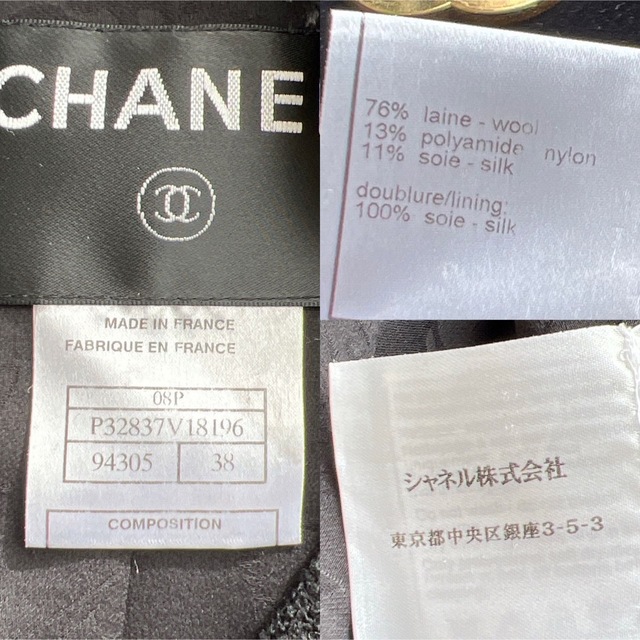 CHANE
MADE IN FRANCE
FABRIQUE EN FRANCE
08P
P32837V18196
94305 38
COMPOSITION
76% laine - wool
13% polyamide nylon
11% soie - silk
doublure/lining:
100% soie - silk
シャネル株式会社
東京都中央区銀座3-5-3